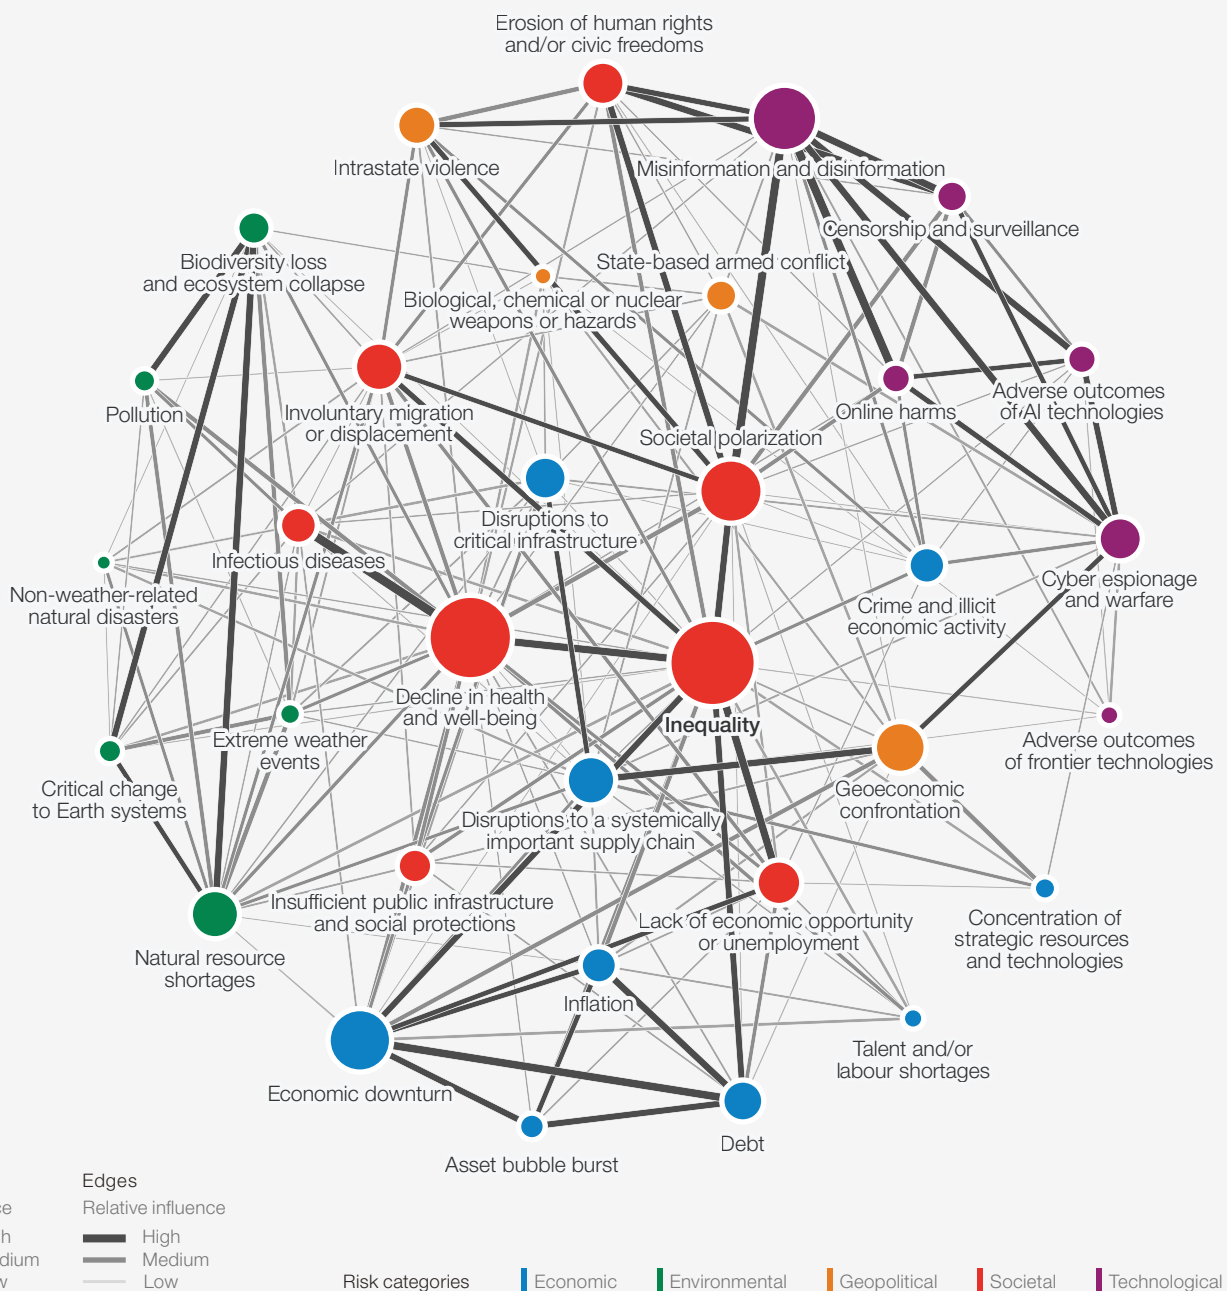 Erosion of human rights
and/or civic freedoms
Intrastate violence
Misinformation and disinformation
Censorship and surveillance
Biodiversity loss
and ecosystem collapse
State-based armed conflict
Biological, chemical or nuclear
weapons or hazards
Pollution
Involuntary migration
or displacement
Online harms
Adverse outcomes
of AI technologies
Societal polarization
Disruptions to
critical infrastructure
Infectious diseases
Non-weather-related
natural disasters
Crime and illicit
economic activity
Cyber espionage
and warfare
Decline in health
and well-being
Inequality
Extreme weather
events
Adverse outcomes
of frontier technologies
Critical change
to Earth systems
Geoeconomic
confrontation
Disruptions to a systemically
important supply chain
Insufficient public infrastructure
and social protections
Lack of economic opportunity
or unemployment
Concentration of
strategic resources
and technologies
Natural resource
shortages
Inflation
Talent and/or
labour shortages
Economic downturn
Debt
Asset bubble burst
Edges
Relative influence
High
Medium
Low
Risk categories
Economic
Environmental
Geopolitical
Societal
Technological